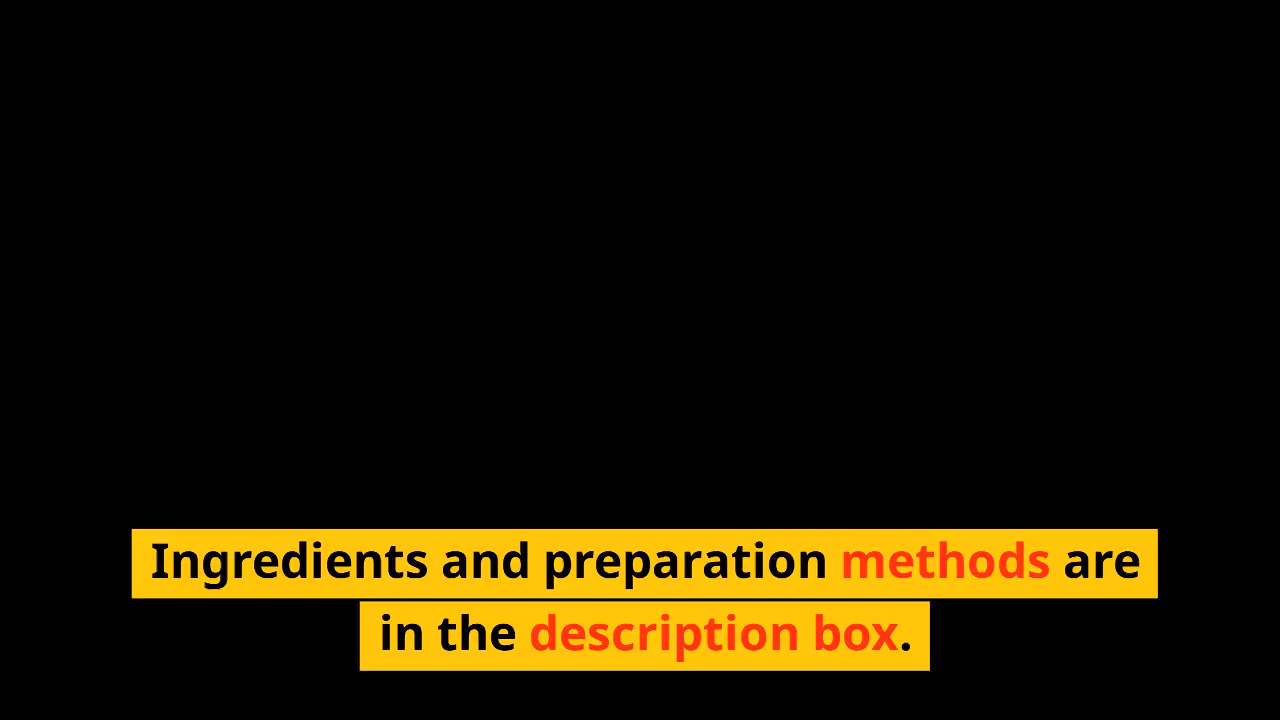 Ingredients and preparation methods are
in the description box.